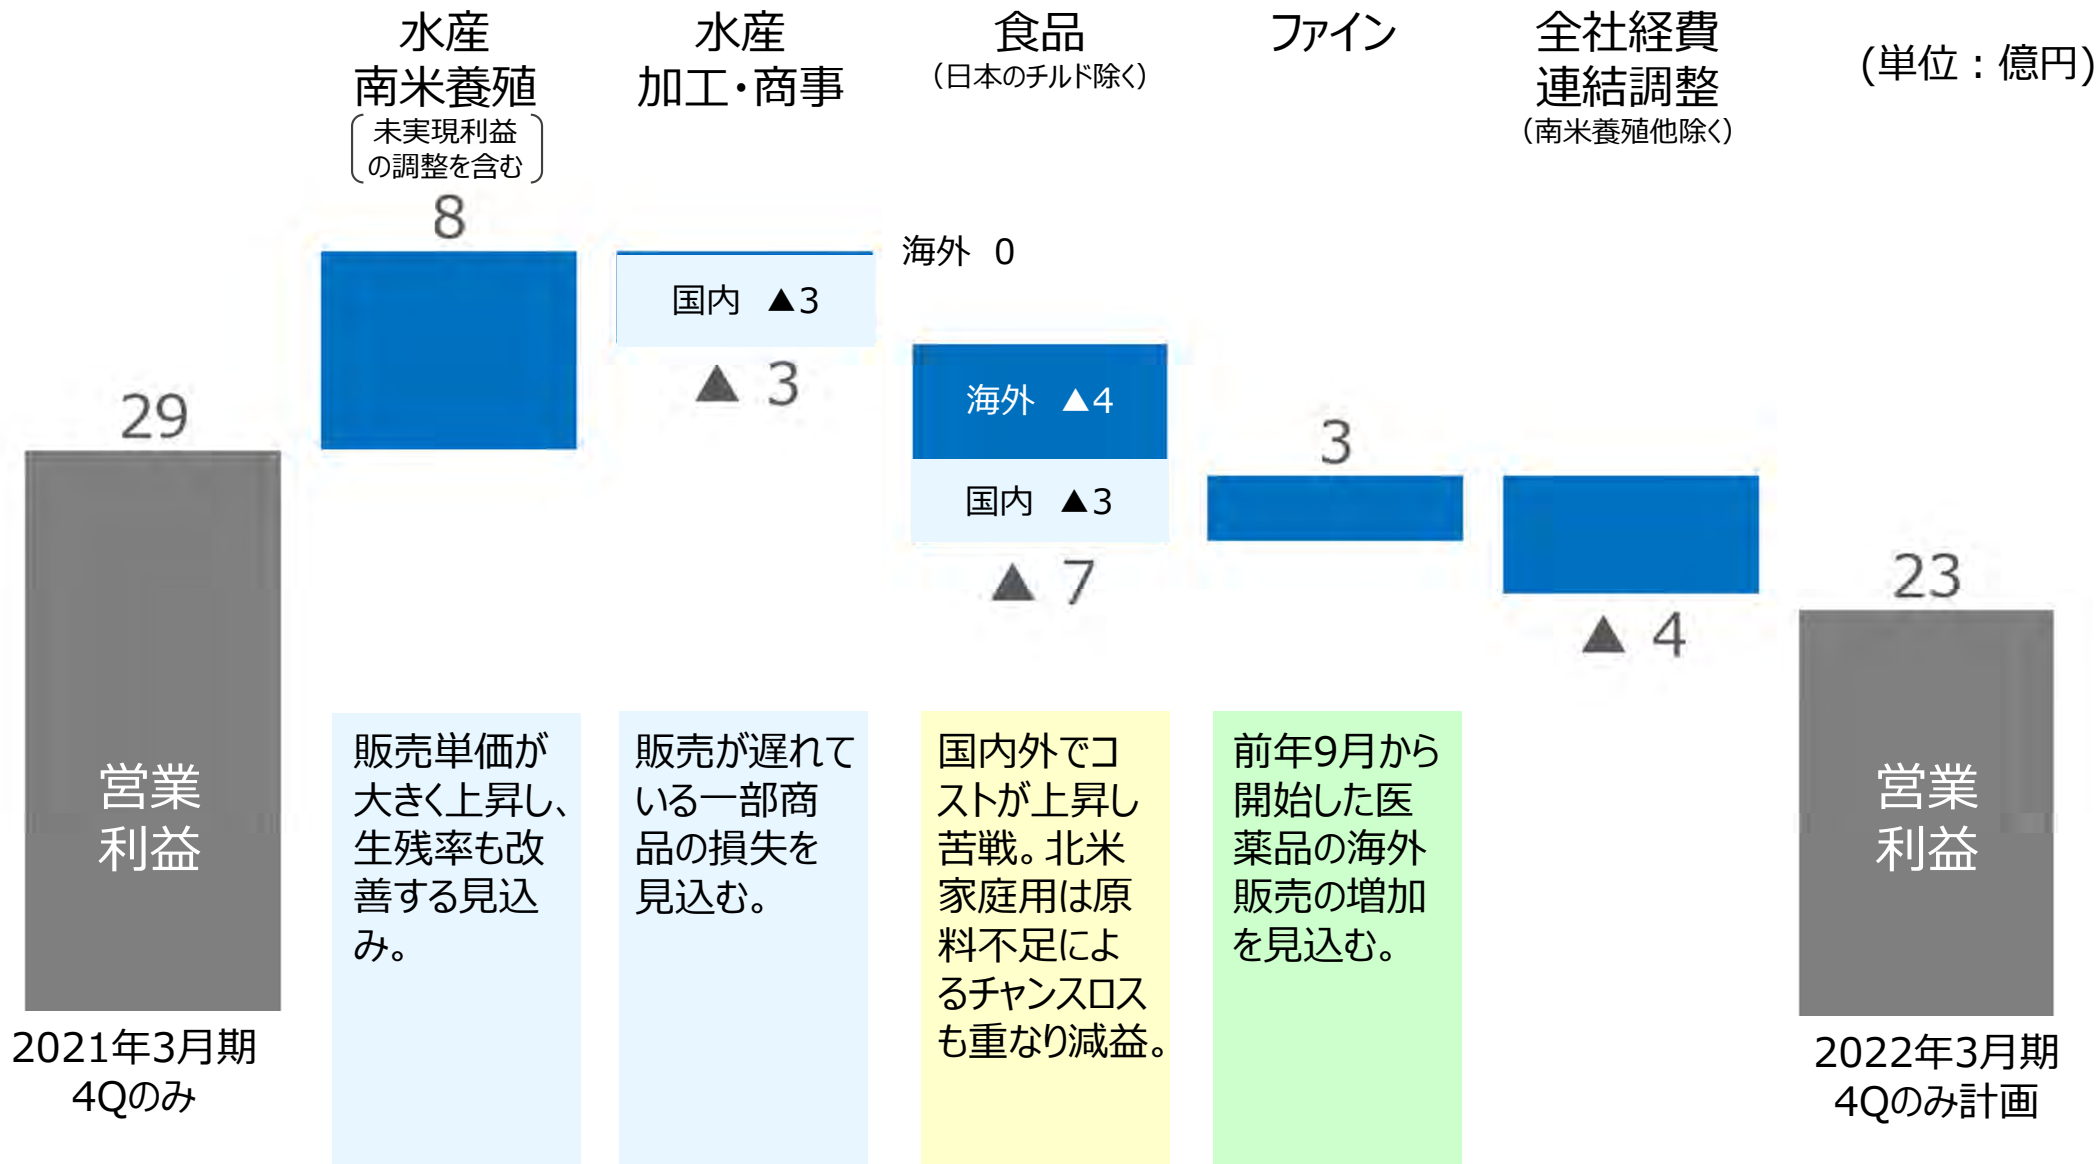 水産
南米養殖
未実現利益
の調整を含む
水産
加工・商事
食品
（日本のチルド除く）
ファイン
全社経費
連結調整
（南米養殖他除く）
(単位：億円)
29
8
海外 0
国内 ▲3
▲ 3
海外 ▲4
国内 ▲3
▲ 7
3
▲ 4
23
営業
利益
営業
利益
販売単価が
大きく上昇し、
生残率も改
善する見込
み。
販売が遅れて
いる一部商
品の損失を
見込む。
国内外でコ
ストが上昇し
苦戦。北米
家庭用は原
料不足によ
るチャンスロス
も重なり減益。
前年9月から
開始した医
薬品の海外
販売の増加
を見込む。
2021年3月期
4Qのみ
2022年3月期
4Qのみ計画